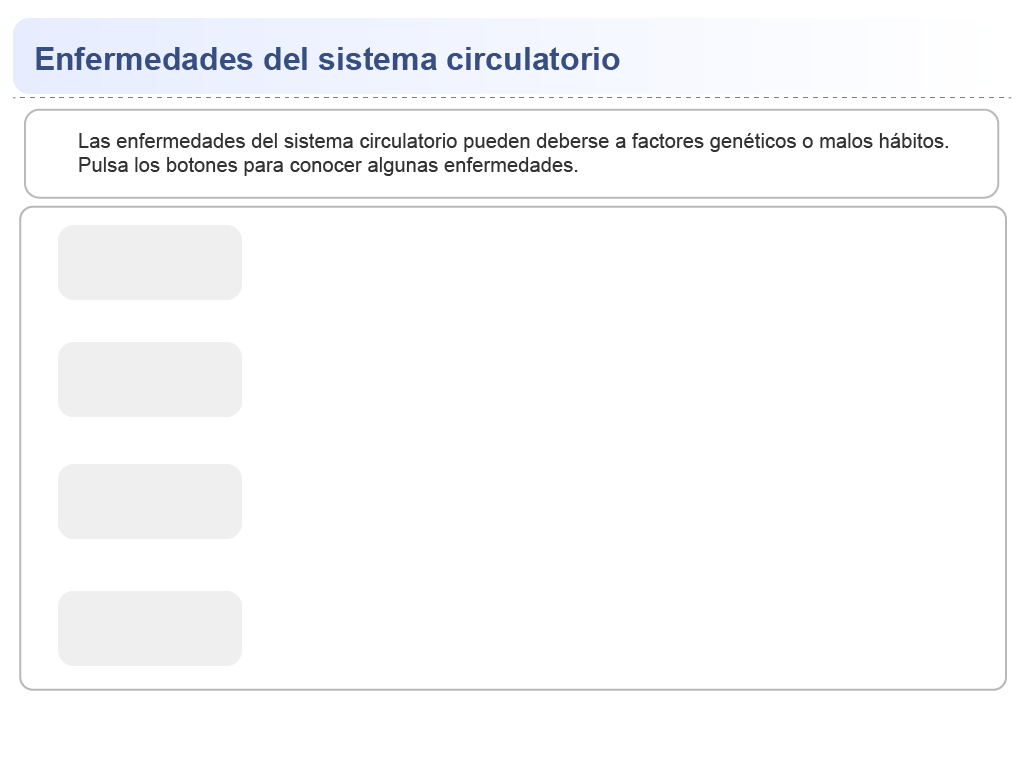 Enfermedades del sistema circulatorio
Las enfermedades del sistema circulatorio pueden deberse a factores genéticos o malos hábitos.
Pulsa los botones para conocer algunas enfermedades.